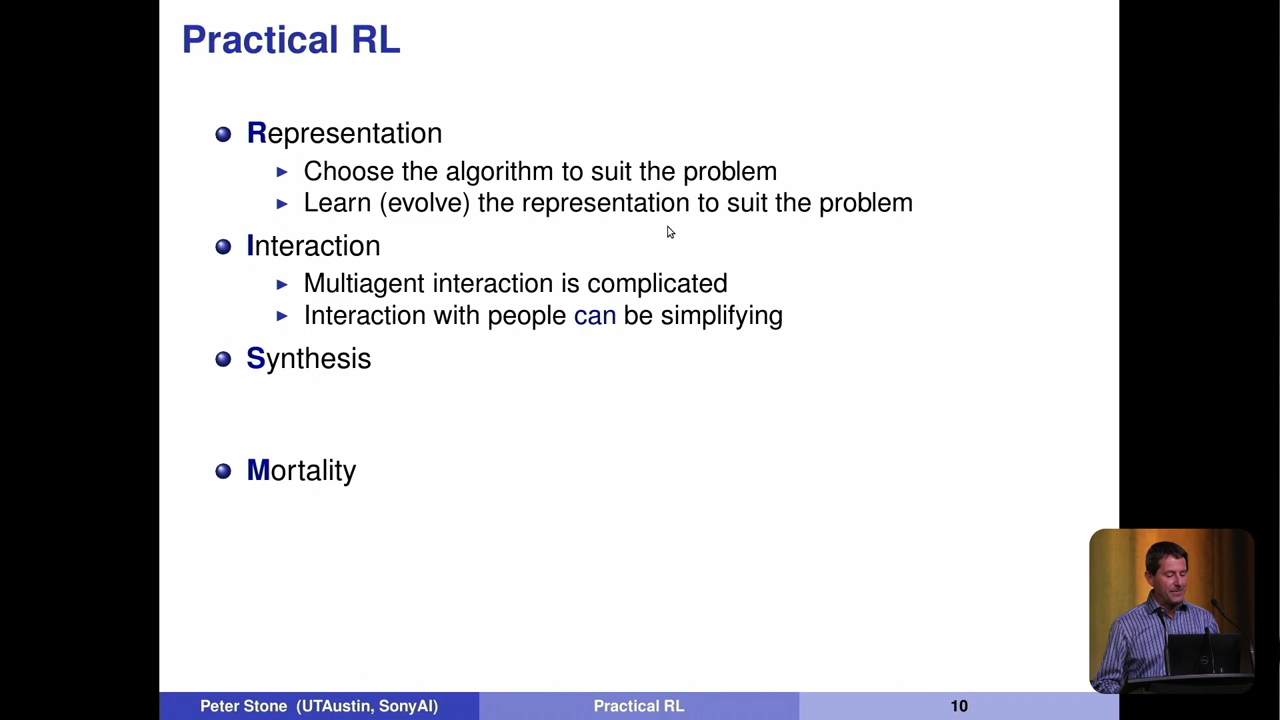 Practical RL
Representation
Choose the algorithm to suit the problem
Learn (evolve) the representation to suit the problem
Interaction
Multiagent interaction is complicated
Interaction with people can be simplifying
Synthesis
Mortality
Peter Stone (UTAustin, SonyAI)
Practical RL
10